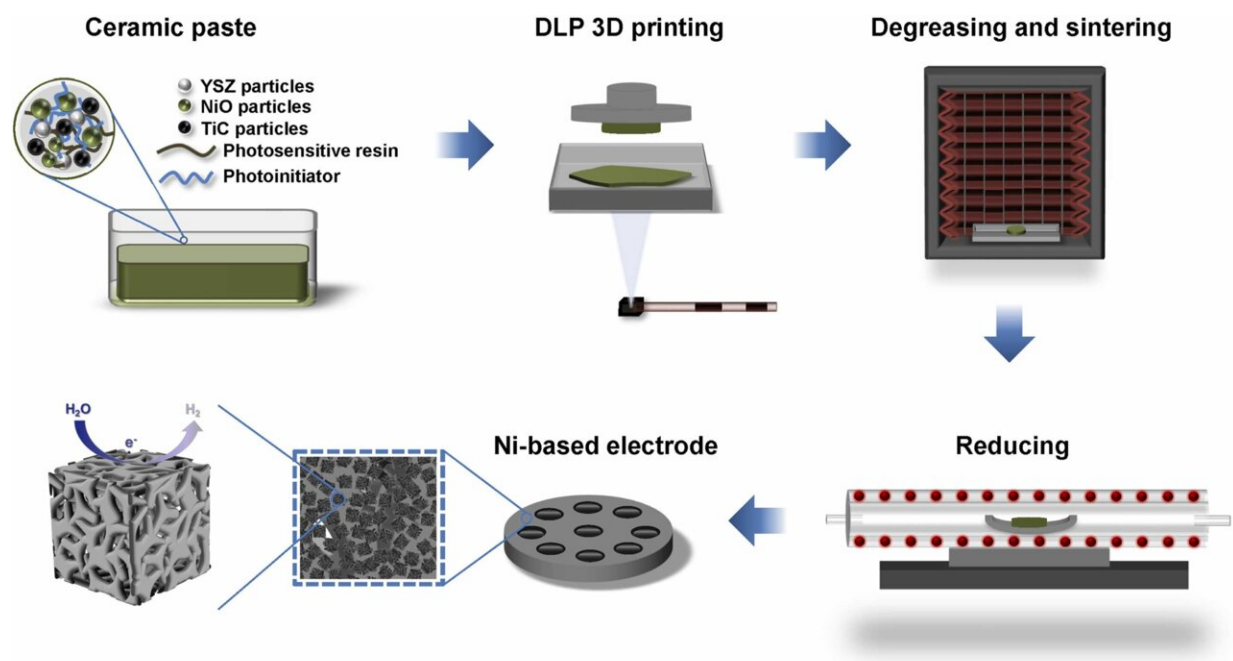 Ceramic paste
DLP 3D printing
Degreasing and sintering
YSZ particles
NiO particles
TiC particles
Photosensitive resin
Photoinitiator
H₂O
H₂
e⁻
Ni-based electrode
Reducing